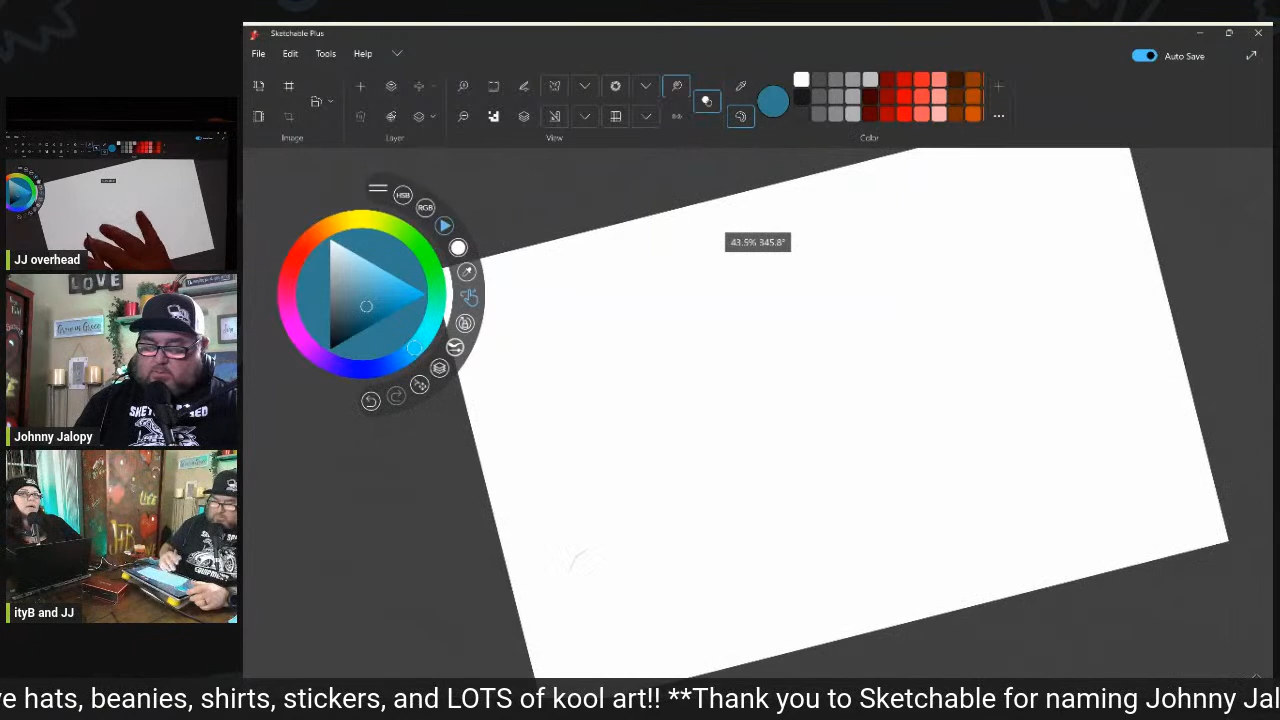 Sketchable Plus
File Edit Tools Help
Auto Save
Image Layer View Color
HSB
RGB
43.5% 345.8°
JJ overhead
LOVE
Johnny Jalopy
ityB and JJ
ve hats, beanies, shirts, stickers, and LOTS of kool art!! **Thank you to Sketchable for naming Johnny Jal